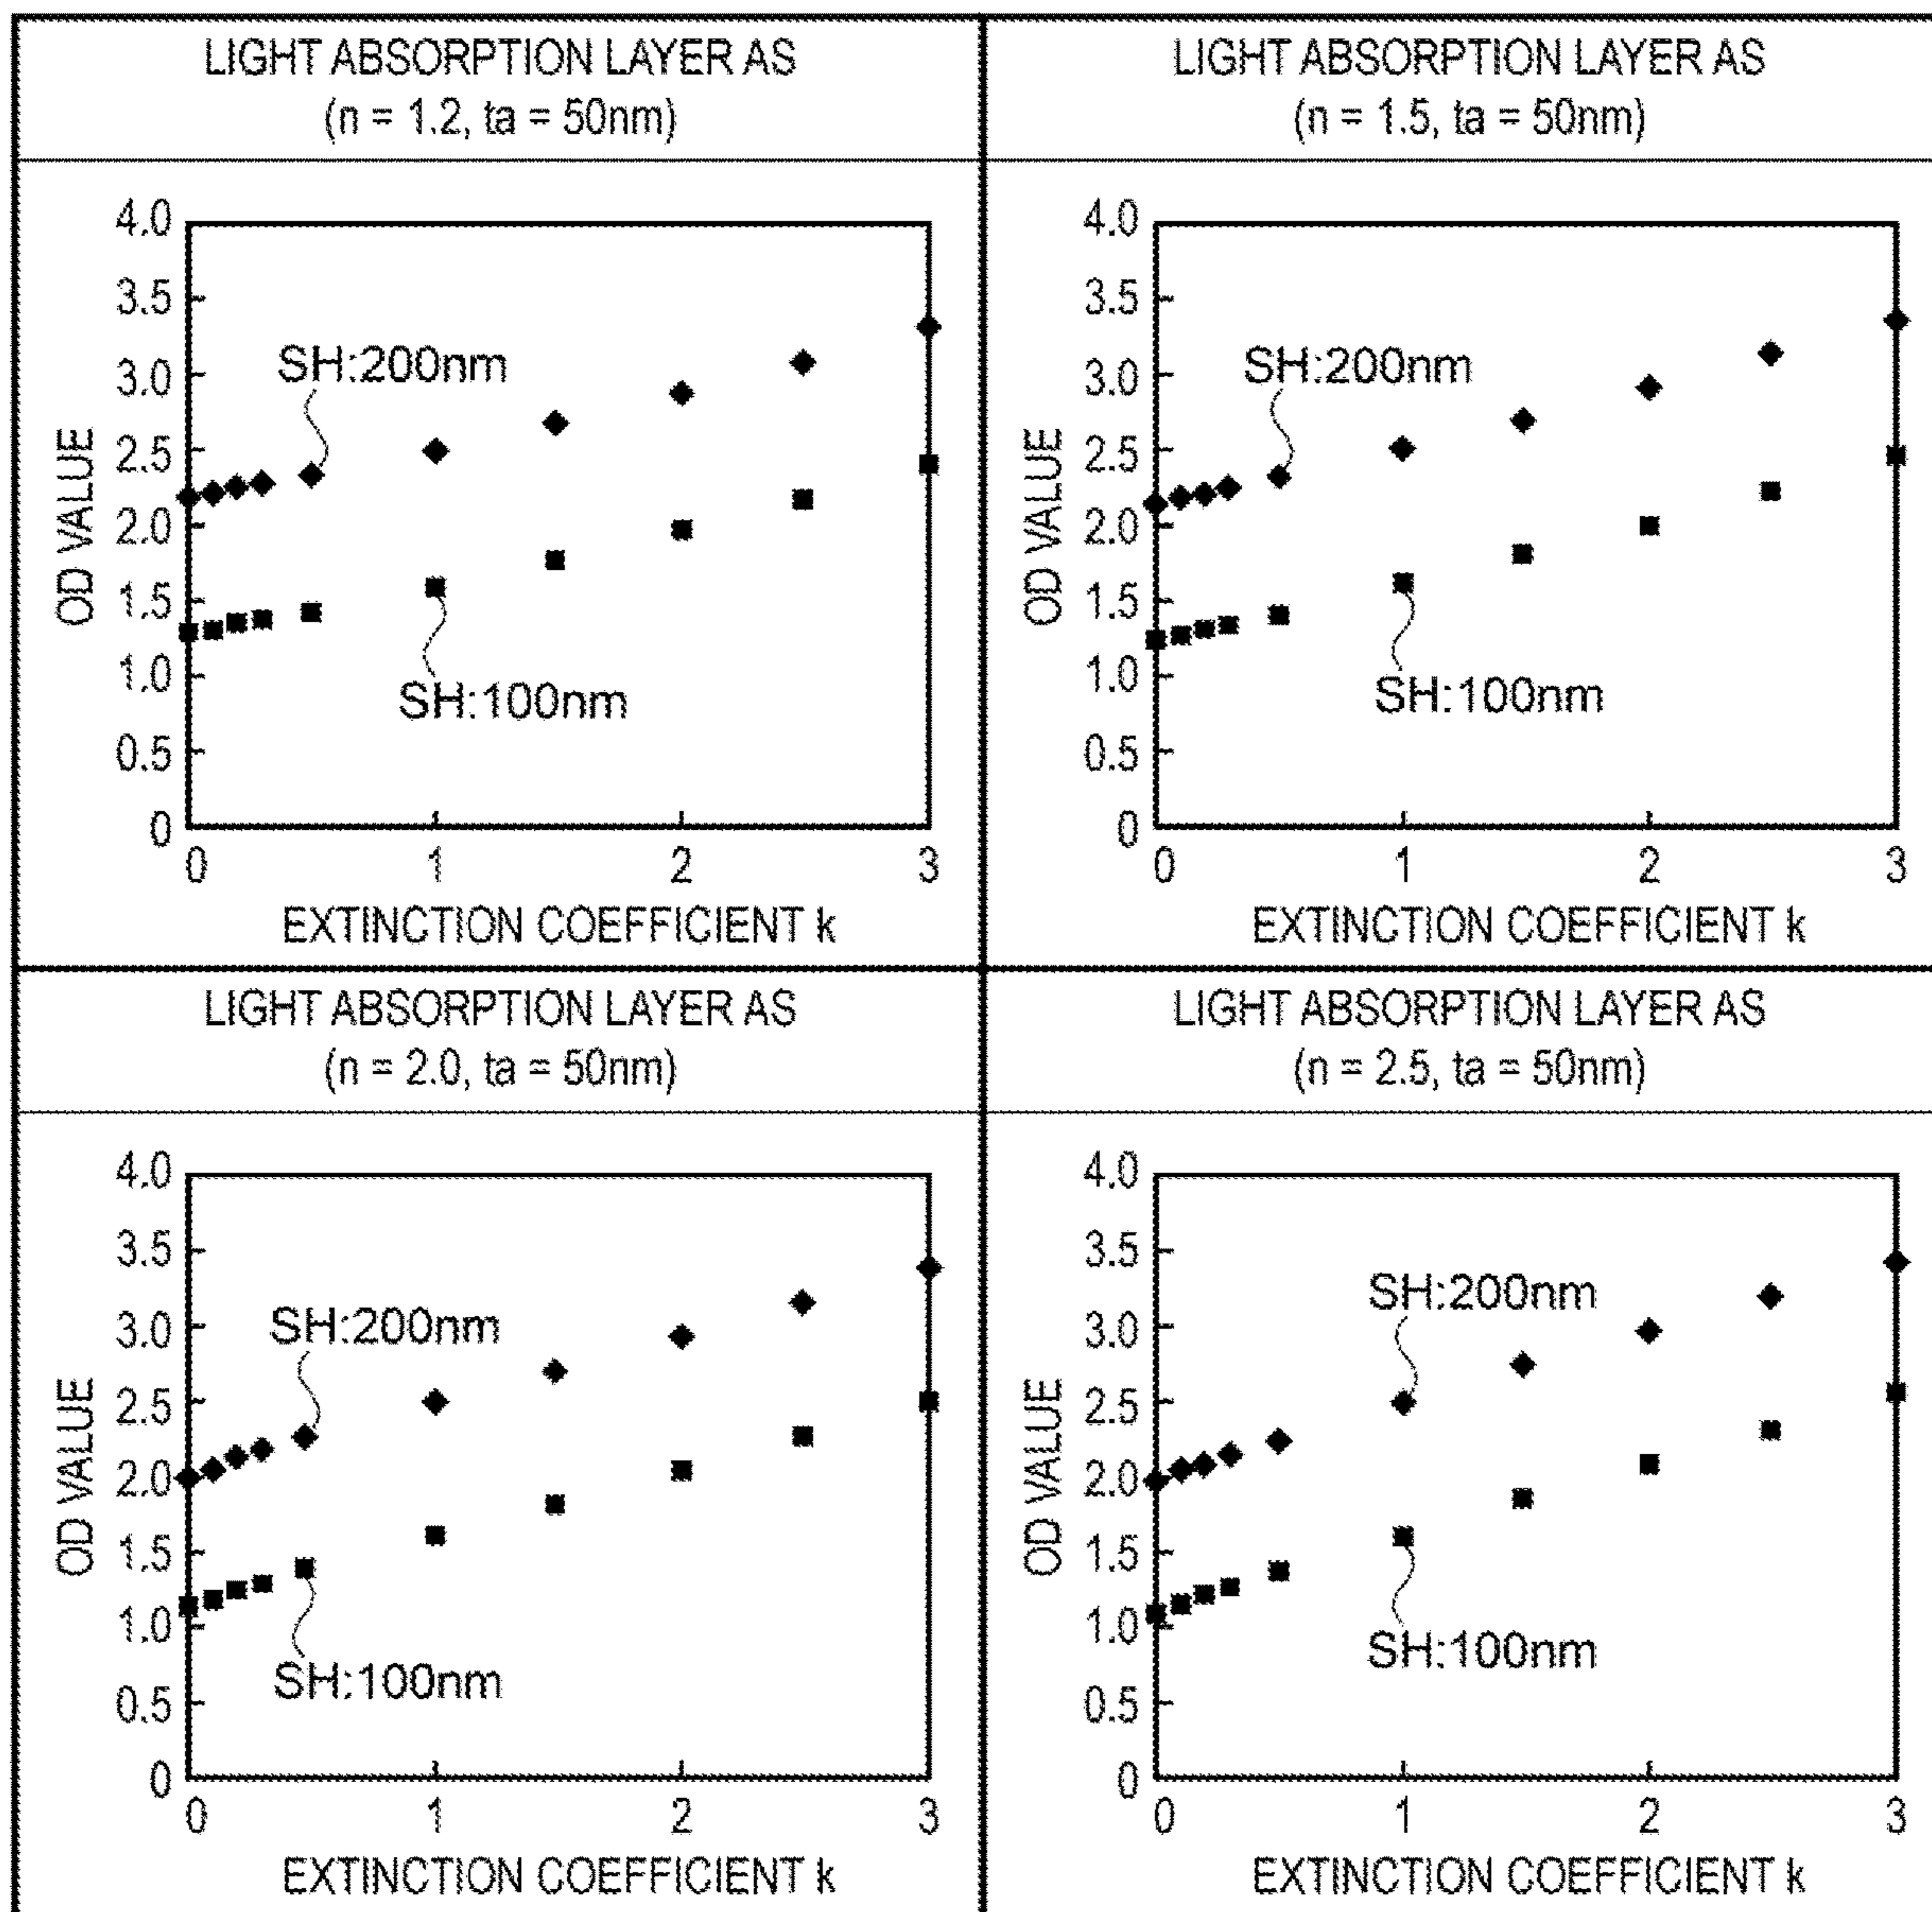 LIGHT ABSORPTION LAYER AS
(n = 1.2, ta = 50nm)
4.0
3.5
3.0
2.5
2.0
1.5
1.0
0.5
0
OD VALUE
SH:200nm
SH:100nm
0 1 2 3
EXTINCTION COEFFICIENT k
LIGHT ABSORPTION LAYER AS
(n = 1.5, ta = 50nm)
4.0
3.5
3.0
2.5
2.0
1.5
1.0
0.5
0
OD VALUE
SH:200nm
SH:100nm
0 1 2 3
EXTINCTION COEFFICIENT k
LIGHT ABSORPTION LAYER AS
(n = 2.0, ta = 50nm)
4.0
3.5
3.0
2.5
2.0
1.5
1.0
0.5
0
OD VALUE
SH:200nm
SH:100nm
0 1 2 3
EXTINCTION COEFFICIENT k
LIGHT ABSORPTION LAYER AS
(n = 2.5, ta = 50nm)
4.0
3.5
3.0
2.5
2.0
1.5
1.0
0.5
0
OD VALUE
SH:200nm
SH:100nm
0 1 2 3
EXTINCTION COEFFICIENT k